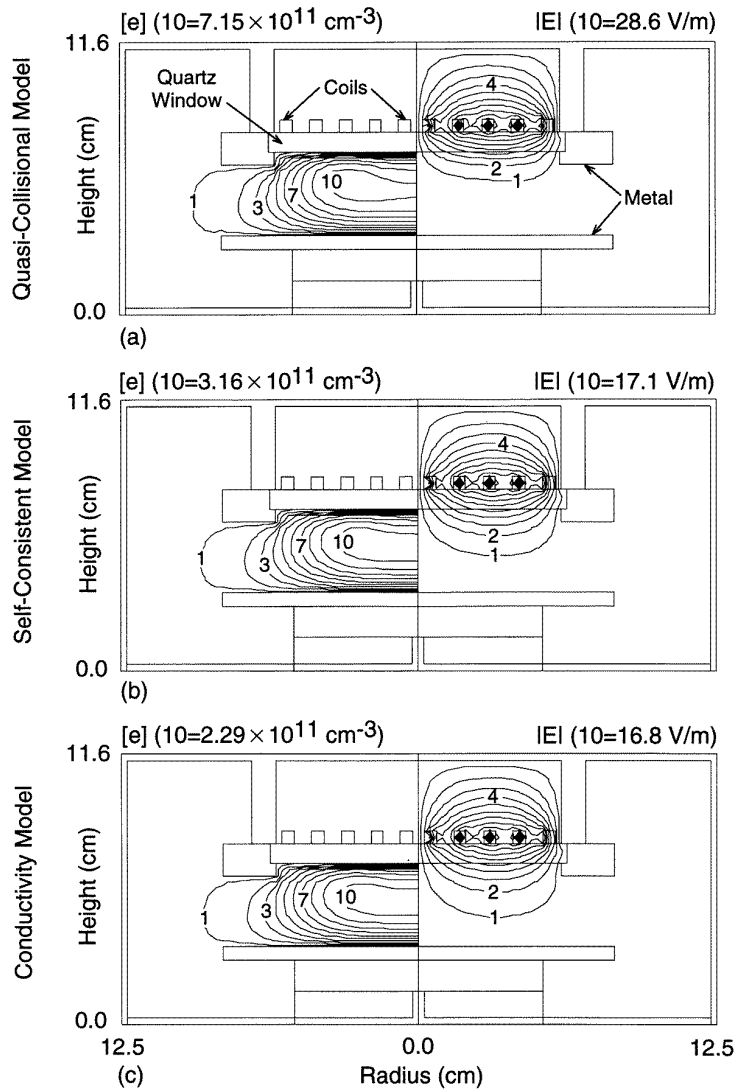 [e] (10=7.15×10¹¹ cm⁻³) |E| (10=28.6 V/m)
11.6
Quartz Window
Coils
4
Quasi-Collisional Model
Height (cm)
1
3
7
10
2
1
Metal
0.0
(a)
[e] (10=3.16×10¹¹ cm⁻³) |E| (10=17.1 V/m)
11.6
4
Self-Consistent Model
Height (cm)
1
3
7
10
2
1
0.0
(b)
[e] (10=2.29×10¹¹ cm⁻³) |E| (10=16.8 V/m)
11.6
4
Conductivity Model
Height (cm)
1
3
7
10
2
1
0.0
12.5 0.0 12.5
(c) Radius (cm)